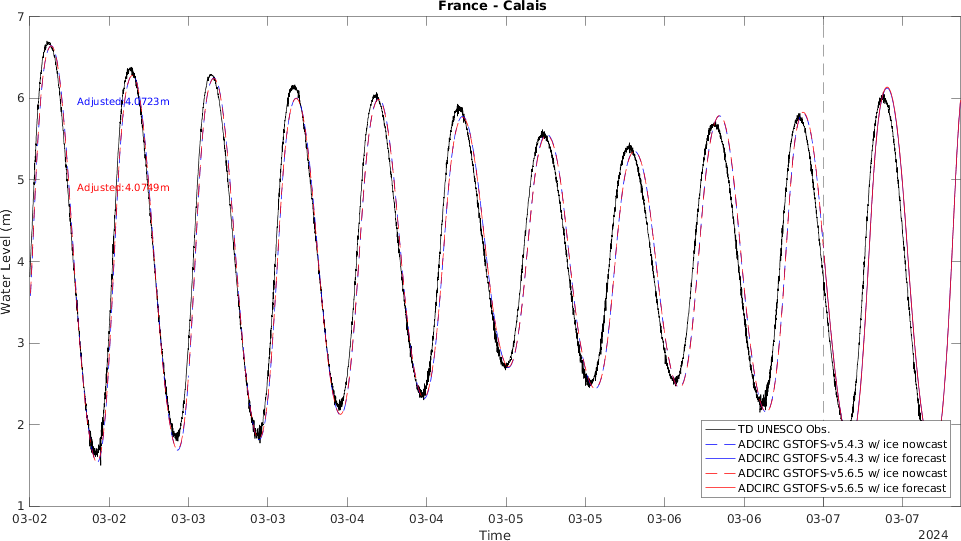 France - Calais
7
6
5
4
3
2
1
Water Level (m)
Adjusted:4.0723m
Adjusted:4.0749m
TD UNESCO Obs.
ADCIRC GSTOFS-v5.4.3 w/ ice nowcast
ADCIRC GSTOFS-v5.4.3 w/ ice forecast
ADCIRC GSTOFS-v5.6.5 w/ ice nowcast
ADCIRC GSTOFS-v5.6.5 w/ ice forecast
03-02 03-02 03-03 03-03 03-04 03-04 03-05 03-05 03-06 03-06 03-07 03-07
Time
2024